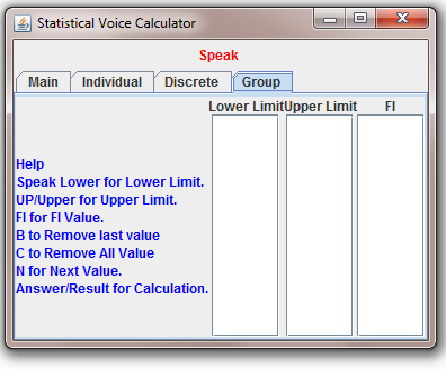 Statistical Voice Calculator
Speak
Main Individual Discrete Group
Lower Limit Upper Limit FI
Help
Speak Lower for Lower Limit.
UP/Upper for Upper Limit.
FI for FI Value.
B to Remove last value
C to Remove All Value
N for Next Value.
Answer/Result for Calculation.